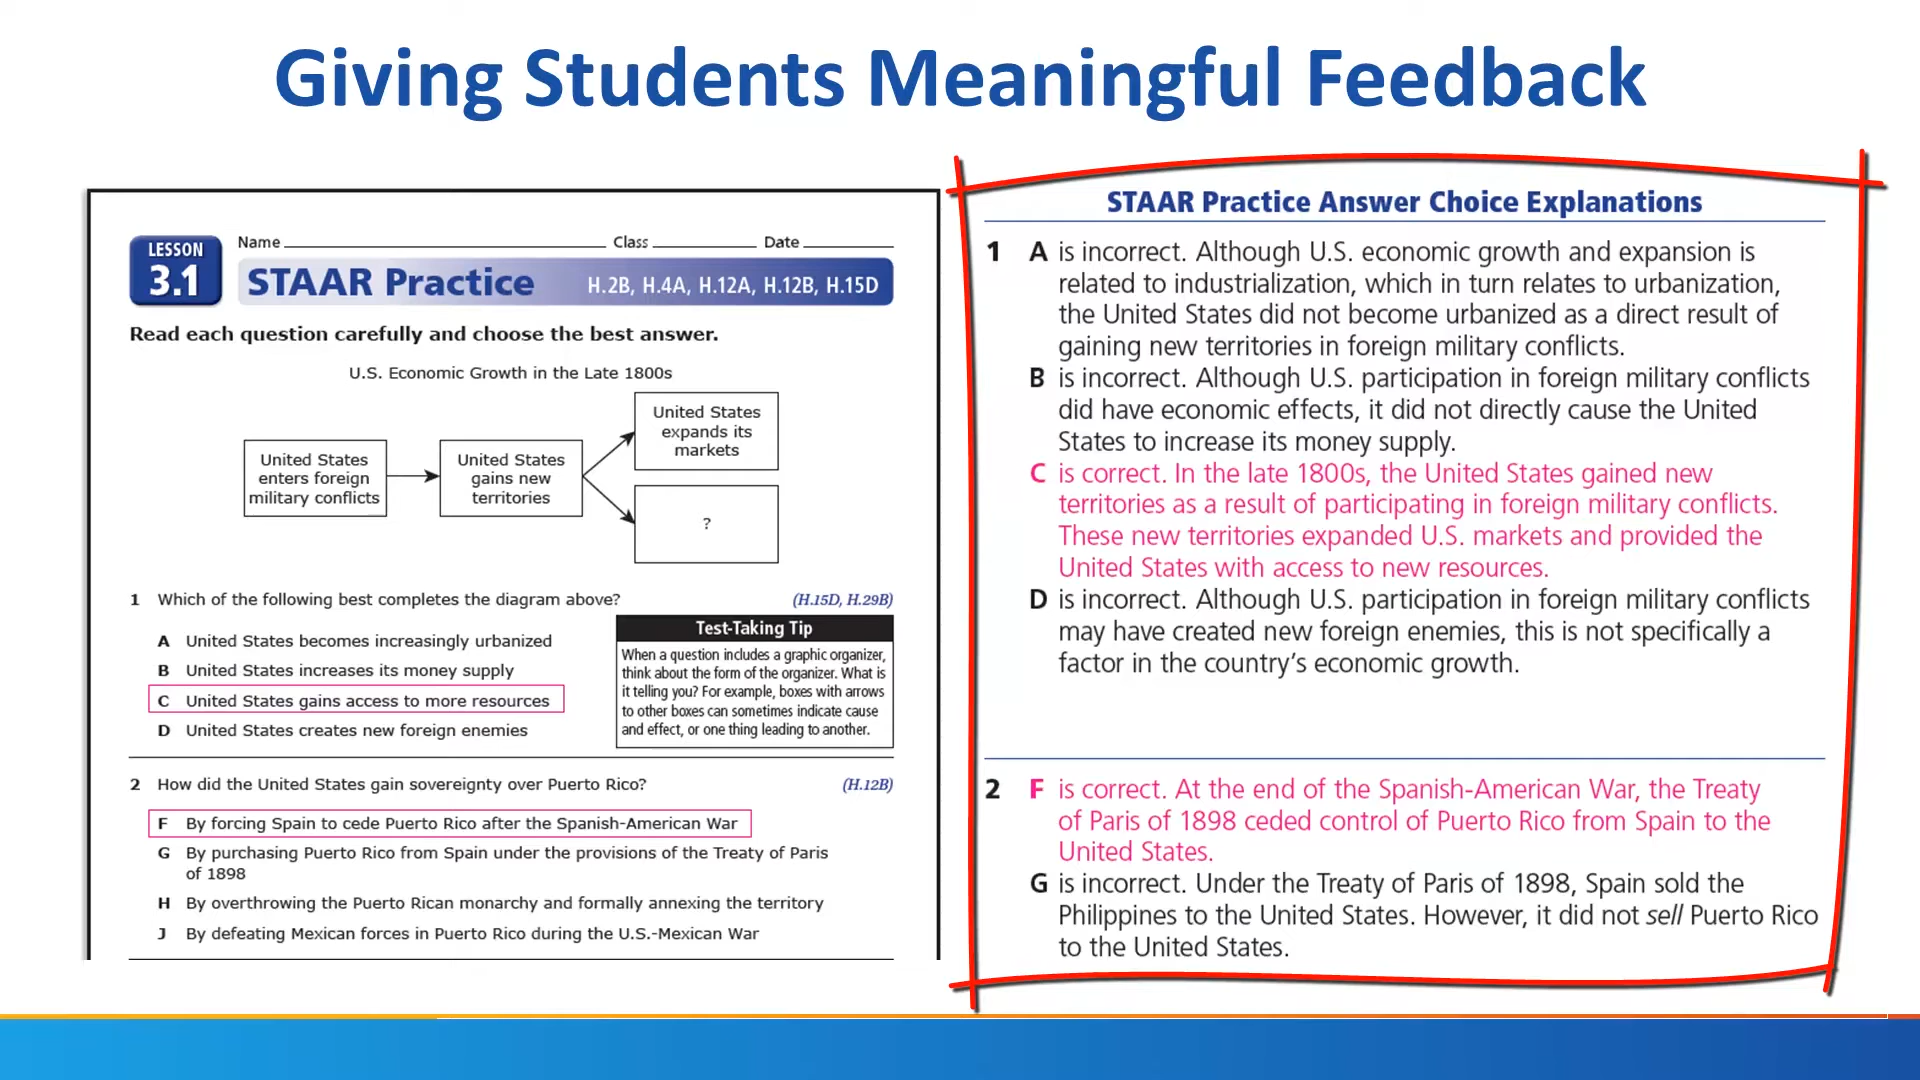 Giving Students Meaningful Feedback
LESSON
3.1
Name Class Date
STAAR Practice H.2B, H.4A, H.12A, H.12B, H.15D
Read each question carefully and choose the best answer.
U.S. Economic Growth in the Late 1800s
United States
enters foreign
military conflicts
United States
gains new
territories
United States
expands its
markets
?
1 Which of the following best completes the diagram above? (H.15D, H.29B)
A United States becomes increasingly urbanized
B United States increases its money supply
C United States gains access to more resources
D United States creates new foreign enemies
Test-Taking Tip
When a question includes a graphic organizer,
think about the form of the organizer. What is
it telling you? For example, boxes with arrows
to other boxes can sometimes indicate cause
and effect, or one thing leading to another.
2 How did the United States gain sovereignty over Puerto Rico? (H.12B)
F By forcing Spain to cede Puerto Rico after the Spanish-American War
G By purchasing Puerto Rico from Spain under the provisions of the Treaty of Paris
of 1898
H By overthrowing the Puerto Rican monarchy and formally annexing the territory
J By defeating Mexican forces in Puerto Rico during the U.S.-Mexican War
STAAR Practice Answer Choice Explanations
1 A is incorrect. Although U.S. economic growth and expansion is
related to industrialization, which in turn relates to urbanization,
the United States did not become urbanized as a direct result of
gaining new territories in foreign military conflicts.
B is incorrect. Although U.S. participation in foreign military conflicts
did have economic effects, it did not directly cause the United
States to increase its money supply.
C is correct. In the late 1800s, the United States gained new
territories as a result of participating in foreign military conflicts.
These new territories expanded U.S. markets and provided the
United States with access to new resources.
D is incorrect. Although U.S. participation in foreign military conflicts
may have created new foreign enemies, this is not specifically a
factor in the country's economic growth.
2 F is correct. At the end of the Spanish-American War, the Treaty
of Paris of 1898 ceded control of Puerto Rico from Spain to the
United States.
G is incorrect. Under the Treaty of Paris of 1898, Spain sold the
Philippines to the United States. However, it did not sell Puerto Rico
to the United States.